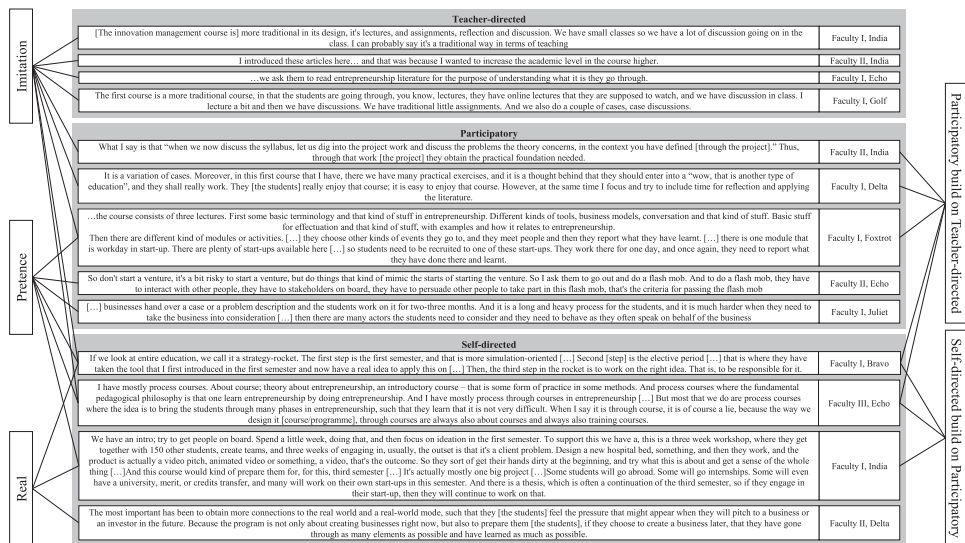 Imitation
Pretence
Real
Teacher-directed
[The innovation management course is] more traditional in its design, it's lectures, and assignments, reflection and discussion. We have small classes so we have a lot of discussion going on in the
class. I can probably say it's a traditional way in terms of teaching
Faculty I, India
I introduced these articles here… and that was because I wanted to increase the academic level in the course higher.
Faculty II, India
…we ask them to read entrepreneurship literature for the purpose of understanding what it is they go through.
Faculty I, Echo
The first course is a more traditional course, in that the students are going through, you know, lectures, they have online lectures that they are supposed to watch, and we have discussion in class. I
lecture a bit and then we have discussions. We have traditional little assignments. And we also do a couple of cases, case discussions.
Faculty I, Golf
Participatory
What I say is that "when we now discuss the syllabus, let us dig into the project work and discuss the problems the theory concerns, in the context you have defined [through the project]." Thus,
through that work [the project] they obtain the practical foundation needed.
Faculty II, India
It is a variation of cases. Moreover, in this first course that I have, there we have many practical exercises, and it is a thought behind that they should enter into a "wow, that is another type of
education", and they shall really work. They [the students] really enjoy that course; it is easy to enjoy that course. However, at the same time I focus and try to include time for reflection and applying
the literature.
Faculty I, Delta
…the course consists of three lectures. First some basic terminology and that kind of stuff in entrepreneurship. Different kinds of tools, business models, conversation and that kind of stuff. Basic stuff
for effectuation and that kind of stuff, with examples and how it relates to entrepreneurship.
Then there are different kind of modules or activities. […] they choose other kinds of events they go to, and they meet people and then they report what they have learnt. […] there is one module that
is workday in start-up. There are plenty of start-ups available here […] so students need to be recruited to one of these start-ups. They work there for one day, and once again, they need to report what
they have done there and learnt.
Faculty I, Foxtrot
So don't start a venture, it's a bit risky to start a venture, but do things that kind of mimic the starts of starting the venture. So I ask them to go out and do a flash mob. And to do a flash mob, they have
to interact with other people, they have to stakeholders on board, they have to persuade other people to take part in this flash mob, that's the criteria for passing the flash mob
Faculty II, Echo
[…] businesses hand over a case or a problem description and the students work on it for two-three months. And it is a long and heavy process for the students, and it is much harder when they need to
take the business into consideration […] then there are many actors the students need to consider and they need to behave as they often speak on behalf of the business
Faculty I, Juliet
Self-directed
If we look at entire education, we call it a strategy-rocket. The first step is the first semester, and that is more simulation-oriented […] Second [step] is the elective period […] that is where they have
taken the tool that I first introduced in the first semester and now have a real idea to apply this on […] Then, the third step in the rocket is to work on the right idea. That is, to be responsible for it.
Faculty I, Bravo
I have mostly process courses. About course; theory about entrepreneurship, an introductory course – that is some form of practice in some methods. And process courses where the fundamental
pedagogical philosophy is that one learn entrepreneurship by doing entrepreneurship. And I have mostly process through courses in entrepreneurship […] But most that we do are process courses
where the idea is to bring the students through many phases in entrepreneurship, such that they learn that it is not very difficult. When I say it is through course, it is of course a lie, because the way we
design it [course/programme], through courses are always also about courses and always also training courses.
Faculty III, Echo
We have an intro; try to get people on board. Spend a little week, doing that, and then focus on ideation in the first semester. To support this we have a, this is a three week workshop, where they get
together with 150 other students, create teams, and three weeks of engaging in, usually, the outset is that it's a client problem. Design a new hospital bed, something, and then they work, and the
product is actually a video pitch, animated video or something, a video, that's the outcome. So they sort of get their hands dirty at the beginning, and try what this is about and get a sense of the whole
thing […]And this course would kind of prepare them for, for this, third semester […] It's actually mostly one big project […]Some students will go abroad. Some will go internships. Some will even
have a university, merit, or credits transfer, and many will work on their own start-ups in this semester. And there is a thesis, which is often a continuation of the third semester, so if they engage in
their start-up, then they will continue to work on that.
Faculty I, India
The most important has been to obtain more connections to the real world and a real-world mode, such that they [the students] feel the pressure that might appear when they will pitch to a business or
an investor in the future. Because the program is not only about creating businesses right now, but also to prepare them [the students], if they choose to create a business later, that they have gone
through as many elements as possible and have learned as much as possible.
Faculty II, Delta
Participatory build on Teacher-directed
Self-directed build on Participatory